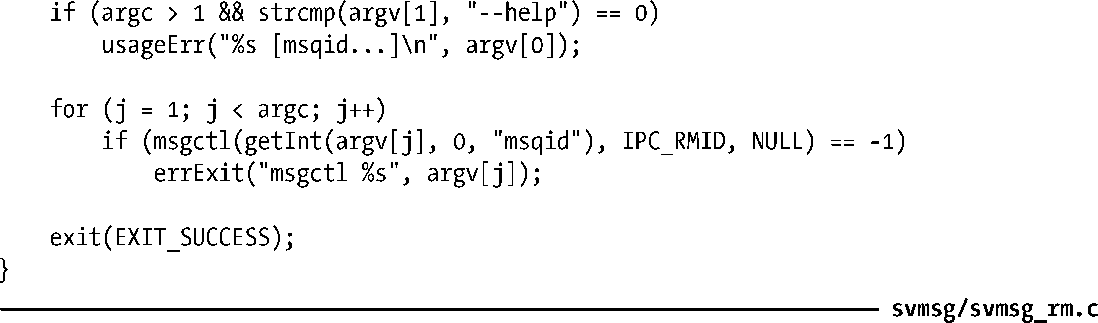 if (argc > 1 && strcmp(argv[1], "--help") == 0)
usageErr("%s [msqid...]\n", argv[0]);
for (j = 1; j < argc; j++)
if (msgctl(getInt(argv[j], 0, "msqid"), IPC_RMID, NULL) == -1)
errExit("msgctl %s", argv[j]);
exit(EXIT_SUCCESS);
}
svmsg/svmsg_rm.c